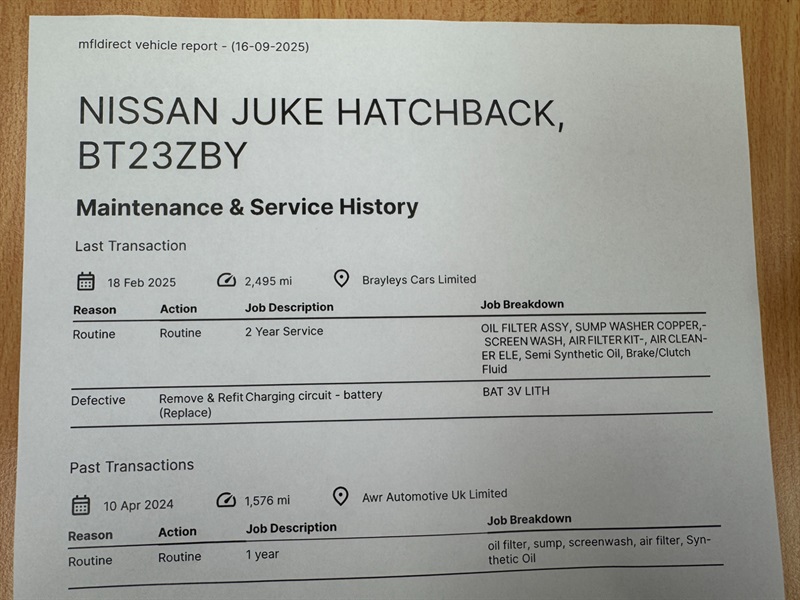 mfldirect vehicle report - (16-09-2025)
NISSAN JUKE HATCHBACK,
BT23ZBY
Maintenance & Service History
Last Transaction
18 Feb 2025 2,495 mi Brayleys Cars Limited
Reason Action Job Description Job Breakdown
Routine Routine 2 Year Service OIL FILTER ASSY, SUMP WASHER COPPER,-
SCREEN WASH, AIR FILTER KIT-, AIR CLEAN-
ER ELE, Semi Synthetic Oil, Brake/Clutch
Fluid
Defective Remove & Refit Charging circuit - battery BAT 3V LITH
(Replace)
Past Transactions
10 Apr 2024 1,576 mi Awr Automotive Uk Limited
Reason Action Job Description Job Breakdown
Routine Routine 1 year oil filter, sump, screenwash, air filter, Syn-
thetic Oil